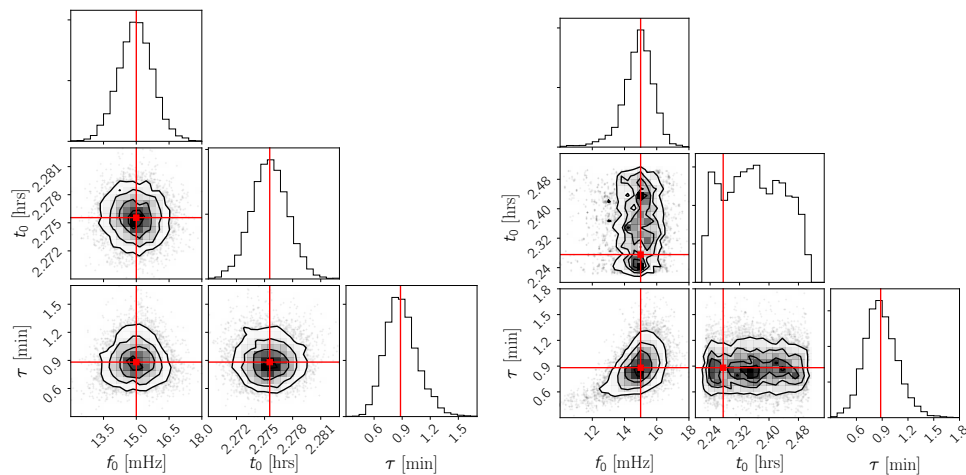 2.281
2.278
2.275
2.272
t₀ [hrs]
1.5
1.2
0.9
0.6
τ [min]
13.5 15.0 16.5 18.0
f₀ [mHz]
2.272 2.275 2.278 2.281
t₀ [hrs]
0.6 0.9 1.2 1.5
τ [min]
2.48
2.40
2.32
2.24
t₀ [hrs]
1.8
1.5
1.2
0.9
0.6
τ [min]
12 14 16 18
f₀ [mHz]
2.24 2.32 2.40 2.48
t₀ [hrs]
0.6 0.9 1.2 1.5 1.8
τ [min]